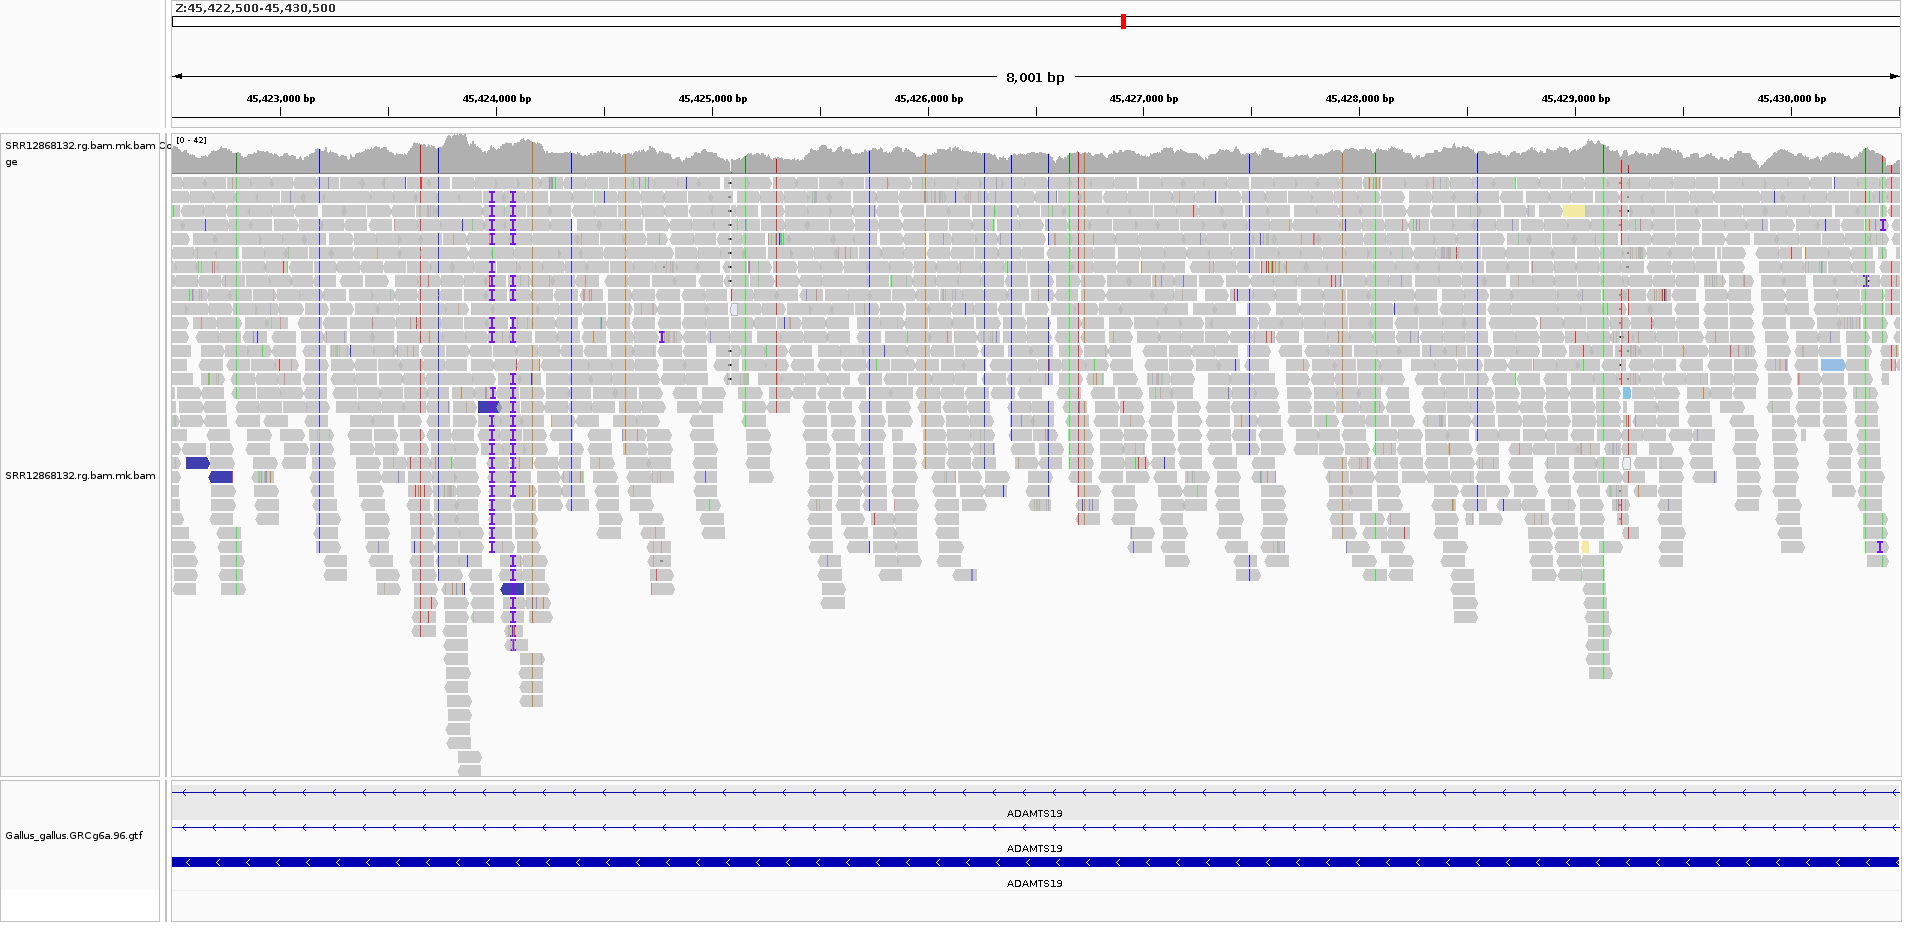 Z:45,422,500-45,430,500
8,001 bp
45,423,000 bp 45,424,000 bp 45,425,000 bp 45,426,000 bp 45,427,000 bp 45,428,000 bp 45,429,000 bp 45,430,000 bp
SRR12868132.rg.bam.mk.bam Co
ge
[0 - 42]
SRR12868132.rg.bam.mk.bam
ADAMTS19
Gallus_gallus.GRCg6a.96.gtf
ADAMTS19
ADAMTS19